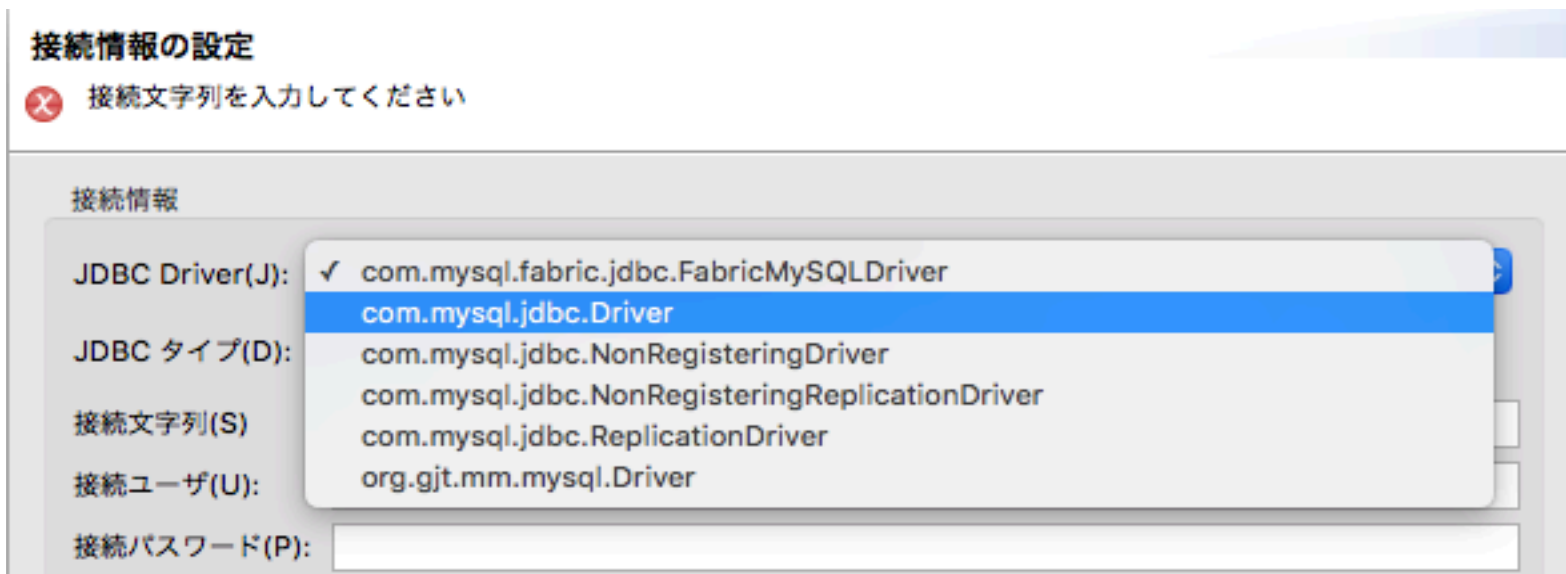 接続情報の設定
接続文字列を入力してください
接続情報
JDBC Driver(J):
✓ com.mysql.fabric.jdbc.FabricMySQLDriver
com.mysql.jdbc.Driver
JDBC タイプ(D):
com.mysql.jdbc.NonRegisteringDriver
com.mysql.jdbc.NonRegisteringReplicationDriver
接続文字列(S)
com.mysql.jdbc.ReplicationDriver
接続ユーザ(U):
org.gjt.mm.mysql.Driver
接続パスワード(P):